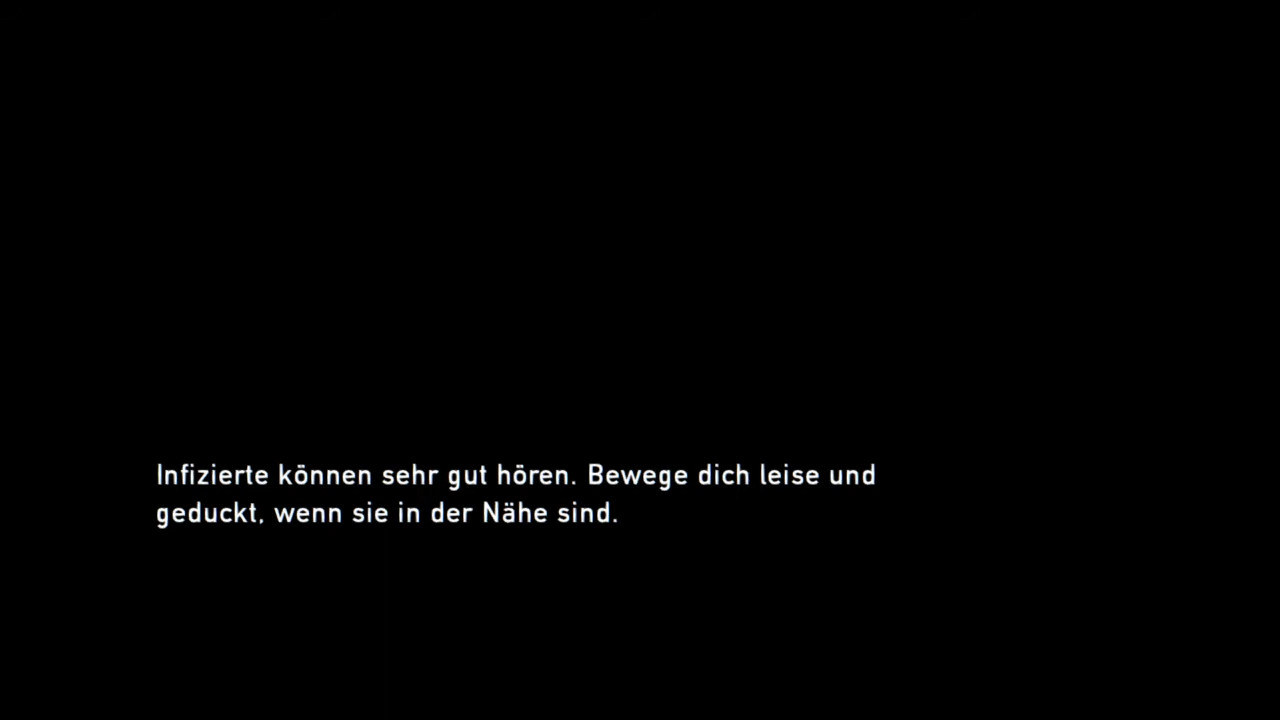 Infizierte können sehr gut hören. Bewege dich leise und
geduckt, wenn sie in der Nähe sind.